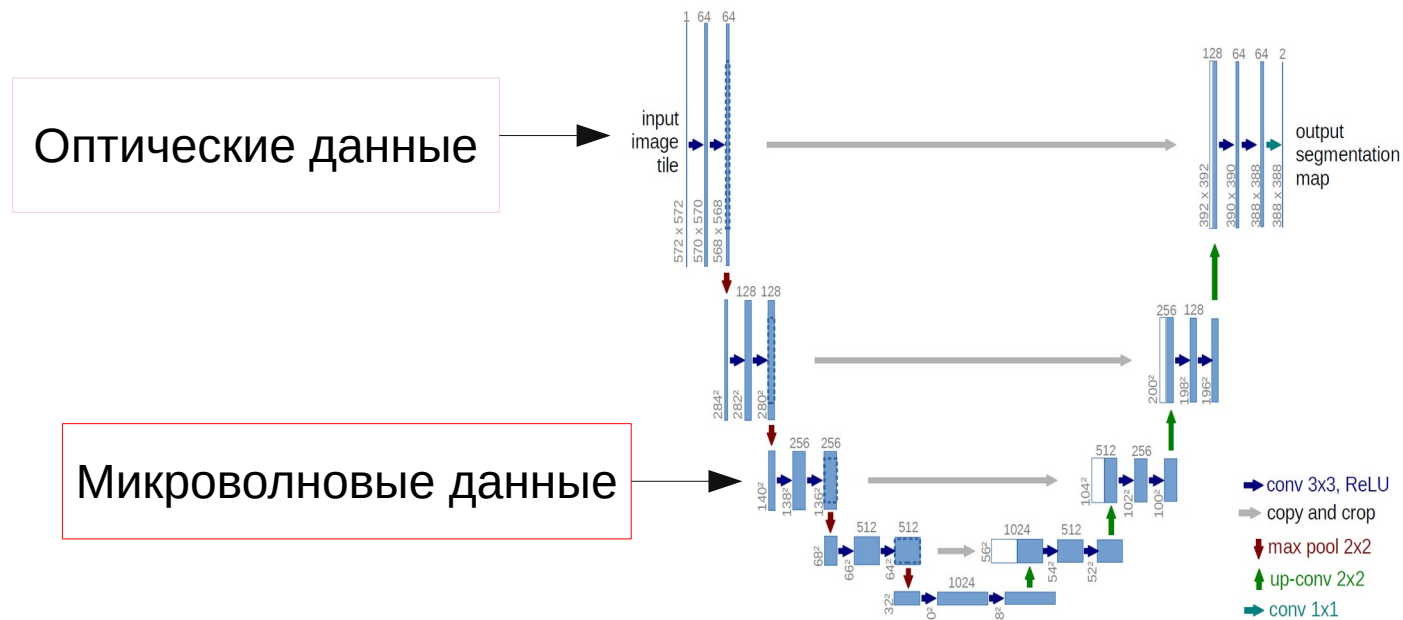 1 64 64
Оптические данные
input
image
tile
572 x 572
570 x 570
568 x 568
128 64 64 2
output
segmentation
map
392 x 392
390 x 390
388 x 388
388 x 388
128 128
284²
282²
280²
256 128
200²
198²
196²
Микроволновые данные
256 256
140²
138²
136²
512 256
104²
102²
100²
512 512
68²
66²
64²
1024 512
56²
54²
52²
1024
32²
0²
8²
conv 3x3, ReLU
copy and crop
max pool 2x2
up-conv 2x2
conv 1x1